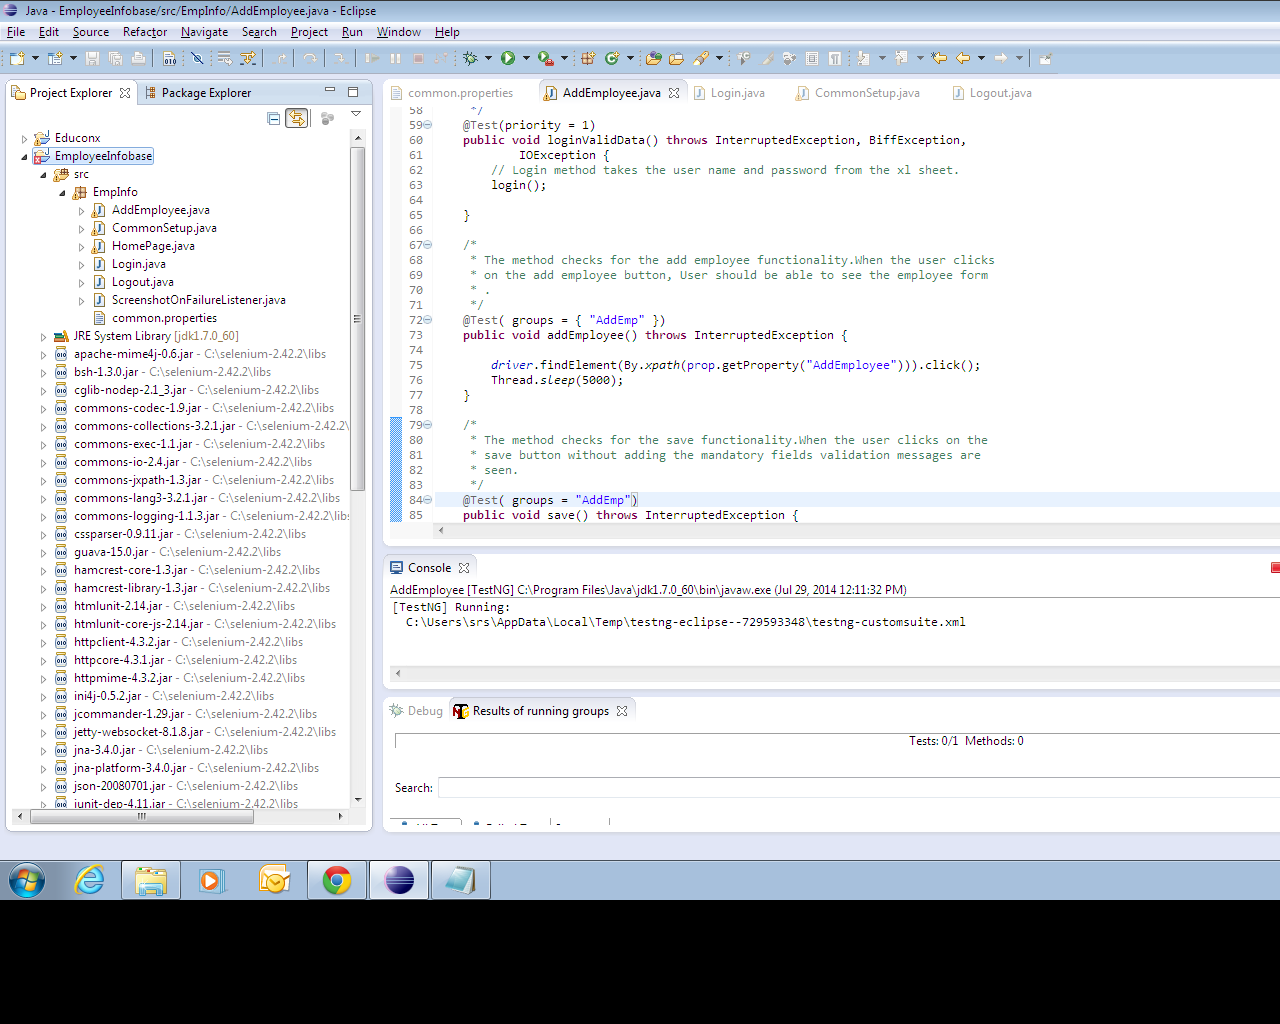 Java - EmployeeInfobase/src/EmpInfo/AddEmployee.java - Eclipse
File Edit Source Refactor Navigate Search Project Run Window Help
Project Explorer Package Explorer
Educonx
EmployeeInfobase
src
EmpInfo
AddEmployee.java
CommonSetup.java
HomePage.java
Login.java
Logout.java
ScreenshotOnFailureListener.java
common.properties
JRE System Library [jdk1.7.0_60]
apache-mime4j-0.6.jar - C:\selenium-2.42.2\libs
bsh-1.3.0.jar - C:\selenium-2.42.2\libs
cglib-nodep-2.1_3.jar - C:\selenium-2.42.2\libs
commons-codec-1.9.jar - C:\selenium-2.42.2\libs
commons-collections-3.2.1.jar - C:\selenium-2.42.2\
commons-exec-1.1.jar - C:\selenium-2.42.2\libs
commons-io-2.4.jar - C:\selenium-2.42.2\libs
commons-jxpath-1.3.jar - C:\selenium-2.42.2\libs
commons-lang3-3.2.1.jar - C:\selenium-2.42.2\libs
commons-logging-1.1.3.jar - C:\selenium-2.42.2\libs
cssparser-0.9.11.jar - C:\selenium-2.42.2\libs
guava-15.0.jar - C:\selenium-2.42.2\libs
hamcrest-core-1.3.jar - C:\selenium-2.42.2\libs
hamcrest-library-1.3.jar - C:\selenium-2.42.2\libs
htmlunit-2.14.jar - C:\selenium-2.42.2\libs
htmlunit-core-js-2.14.jar - C:\selenium-2.42.2\libs
httpclient-4.3.2.jar - C:\selenium-2.42.2\libs
httpcore-4.3.1.jar - C:\selenium-2.42.2\libs
httpmime-4.3.2.jar - C:\selenium-2.42.2\libs
ini4j-0.5.2.jar - C:\selenium-2.42.2\libs
jcommander-1.29.jar - C:\selenium-2.42.2\libs
jetty-websocket-8.1.8.jar - C:\selenium-2.42.2\libs
jna-3.4.0.jar - C:\selenium-2.42.2\libs
jna-platform-3.4.0.jar - C:\selenium-2.42.2\libs
json-20080701.jar - C:\selenium-2.42.2\libs
junit-dep-4.11.jar - C:\selenium-2.42.2\libs
common.properties AddEmployee.java Login.java CommonSetup.java Logout.java
58 */
59 @Test(priority = 1)
60 public void loginValidData() throws InterruptedException, BiffException,
61 IOException {
62 // Login method takes the user name and password from the xl sheet.
63 login();
64
65 }
66
67 /*
68 * The method checks for the add employee functionality.When the user clicks
69 * on the add employee button, User should be able to see the employee form
70 * .
71 */
72 @Test( groups = { "AddEmp" })
73 public void addEmployee() throws InterruptedException {
74
75 driver.findElement(By.xpath(prop.getProperty("AddEmployee"))).click();
76 Thread.sleep(5000);
77 }
78
79 /*
80 * The method checks for the save functionality.When the user clicks on the
81 * save button without adding the mandatory fields validation messages are
82 * seen.
83 */
84 @Test( groups = "AddEmp")
85 public void save() throws InterruptedException {
Console
AddEmployee [TestNG] C:\Program Files\Java\jdk1.7.0_60\bin\javaw.exe (Jul 29, 2014 12:11:32 PM)
[TestNG] Running:
C:\Users\srs\AppData\Local\Temp\testng-eclipse--729593348\testng-customsuite.xml
Debug Results of running groups
Tests: 0/1 Methods: 0
Search: